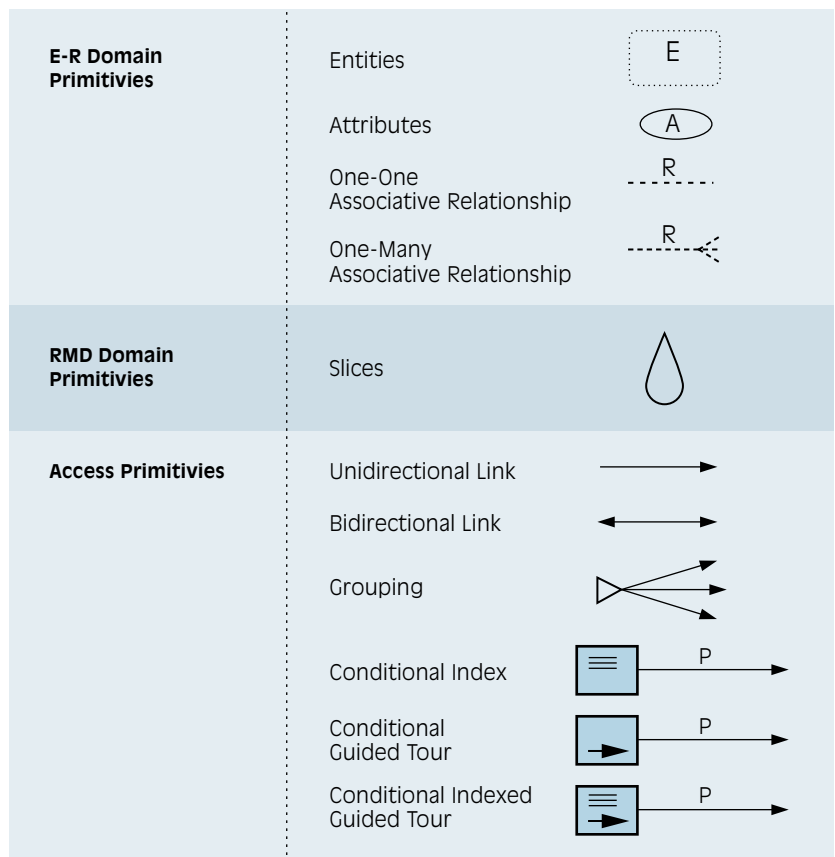 E-R Domain
Primitivies
Entities
E
Attributes
A
One-One
Associative Relationship
R
One-Many
Associative Relationship
R
RMD Domain
Primitivies
Slices
Access Primitivies
Unidirectional Link
Bidirectional Link
Grouping
Conditional Index
P
Conditional
Guided Tour
P
Conditional Indexed
Guided Tour
P